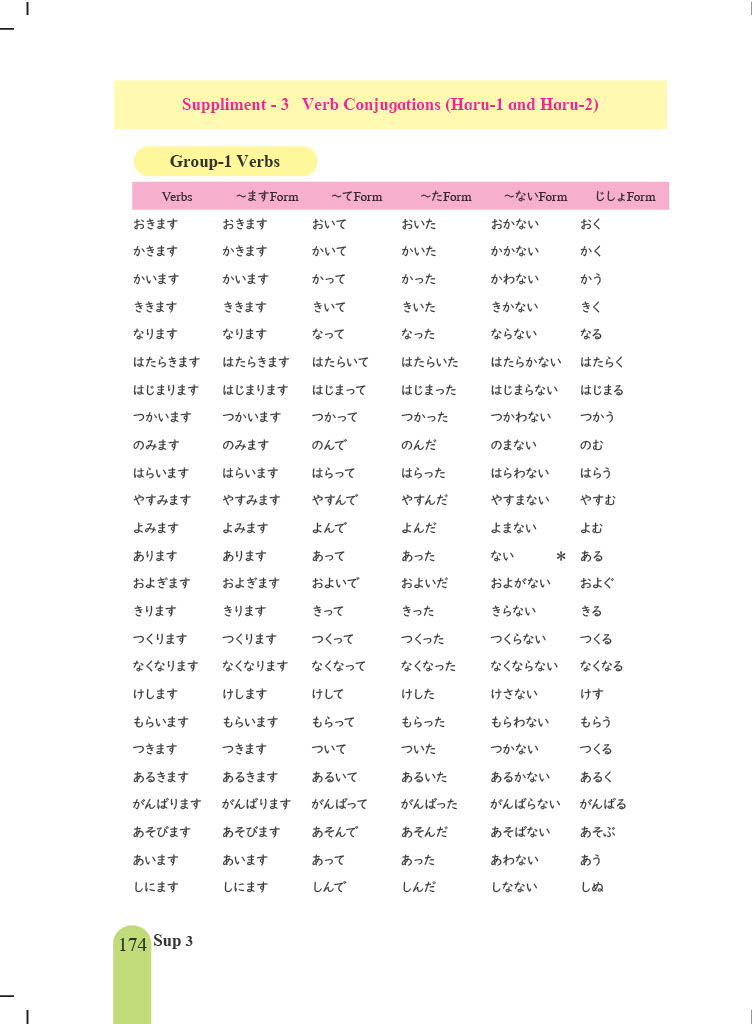 Suppliment - 3 Verb Conjugations (Haru-1 and Haru-2)
Group-1 Verbs
Verbs ～ますForm ～てForm ～たForm ～ないForm じしょForm
おきます おきます おいて おいた おかない おく
かきます かきます かいて かいた かかない かく
かいます かいます かって かった かわない かう
ききます ききます きいて きいた きかない きく
なります なります なって なった ならない なる
はたらきます はたらきます はたらいて はたらいた はたらかない はたらく
はじまります はじまります はじまって はじまった はじまらない はじまる
つかいます つかいます つかって つかった つかわない つかう
のみます のみます のんで のんだ のまない のむ
はらいます はらいます はらって はらった はらわない はらう
やすみます やすみます やすんで やすんだ やすまない やすむ
よみます よみます よんで よんだ よまない よむ
あります あります あって あった ない ＊ ある
およぎます およぎます およいで およいだ およがない およぐ
きります きります きって きった きらない きる
つくります つくります つくって つくった つくらない つくる
なくなります なくなります なくなって なくなった なくならない なくなる
けします けします けして けした けさない けす
もらいます もらいます もらって もらった もらわない もらう
つきます つきます ついて ついた つかない つくる
あるきます あるきます あるいて あるいた あるかない あるく
がんばります がんばります がんばって がんばった がんばらない がんばる
あそびます あそびます あそんで あそんだ あそばない あそぶ
あいます あいます あって あった あわない あう
しにます しにます しんで しんだ しなない しぬ
174 Sup 3